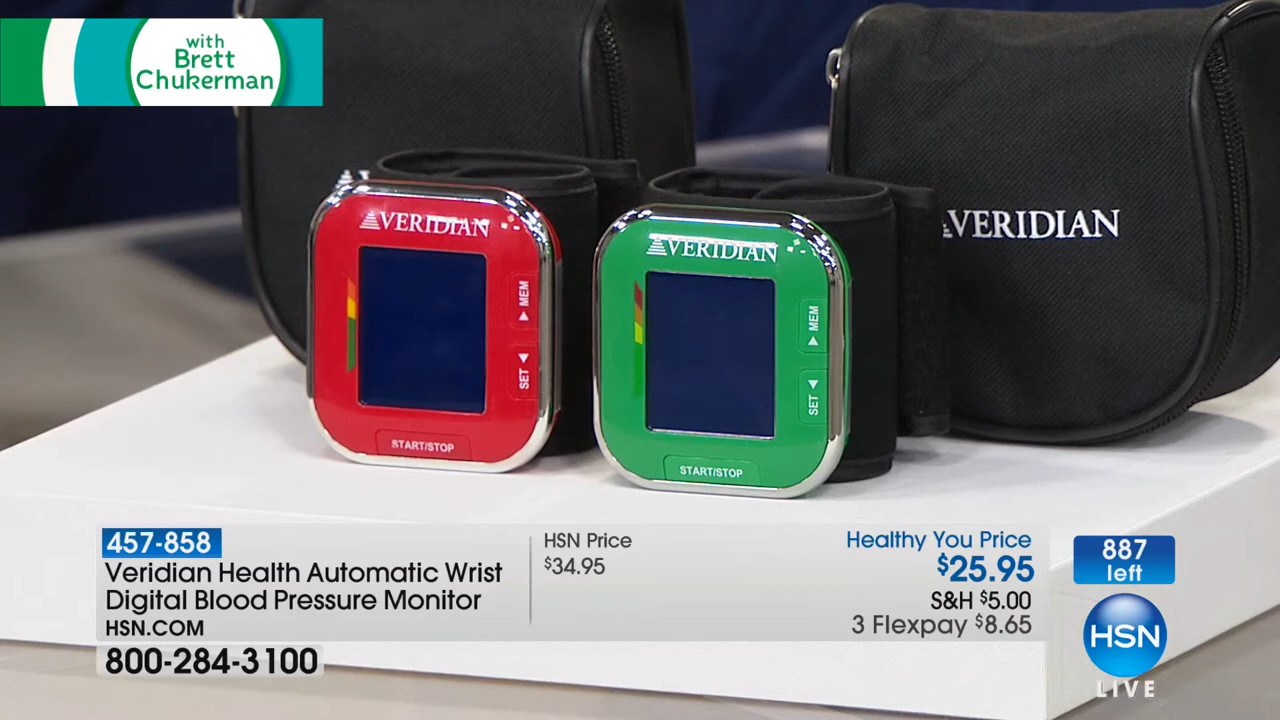 with
Brett
Chukerman
VERIDIAN
MEM
SET
START/STOP
VERIDIAN
MEM
SET
START/STOP
VERIDIAN
457-858
Veridian Health Automatic Wrist
Digital Blood Pressure Monitor
HSN.COM
800-284-3100
HSN Price
$34.95
Healthy You Price
$25.95
S&H $5.00
3 Flexpay $8.65
887
left
HSN
LIVE